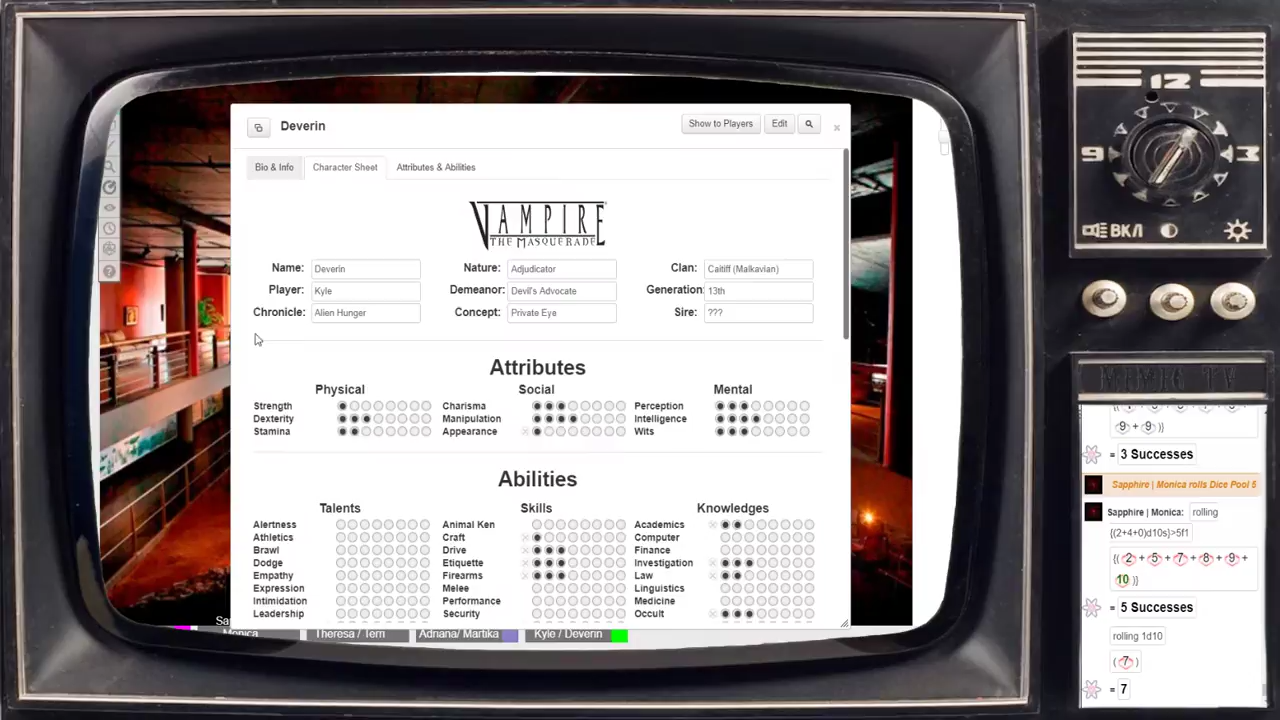 Deverin
Show to Players
Edit
Bio & Info
Character Sheet
Attributes & Abilities
VAMPIRE
THE MASQUERADE
Name: Deverin
Nature: Adjudicator
Clan: Caitiff (Malkavian)
Player: Kyle
Demeanor: Devil's Advocate
Generation: 13th
Chronicle: Alien Hunger
Concept: Private Eye
Sire: ???
Attributes
Physical
Social
Mental
Strength
Charisma
Perception
Dexterity
Manipulation
Intelligence
Stamina
Appearance
Wits
Abilities
Talents
Skills
Knowledges
Alertness
Animal Ken
Academics
Athletics
Craft
Computer
Brawl
Drive
Finance
Dodge
Etiquette
Investigation
Empathy
Firearms
Law
Expression
Melee
Linguistics
Intimidation
Performance
Medicine
Leadership
Security
Occult
Monica
Theresa / Terri
Adriana/ Martika
Kyle / Deverin
12
9
3
ВКЛ
9 + 9 )}
= 3 Successes
Sapphire | Monica rolls Dice Pool 5
Sapphire | Monica: rolling
{(2+4+0)d10s}>5f1
{( 2 + 5 + 7 + 8 + 9 +
10 )}
= 5 Successes
rolling 1d10
( 7 )
= 7